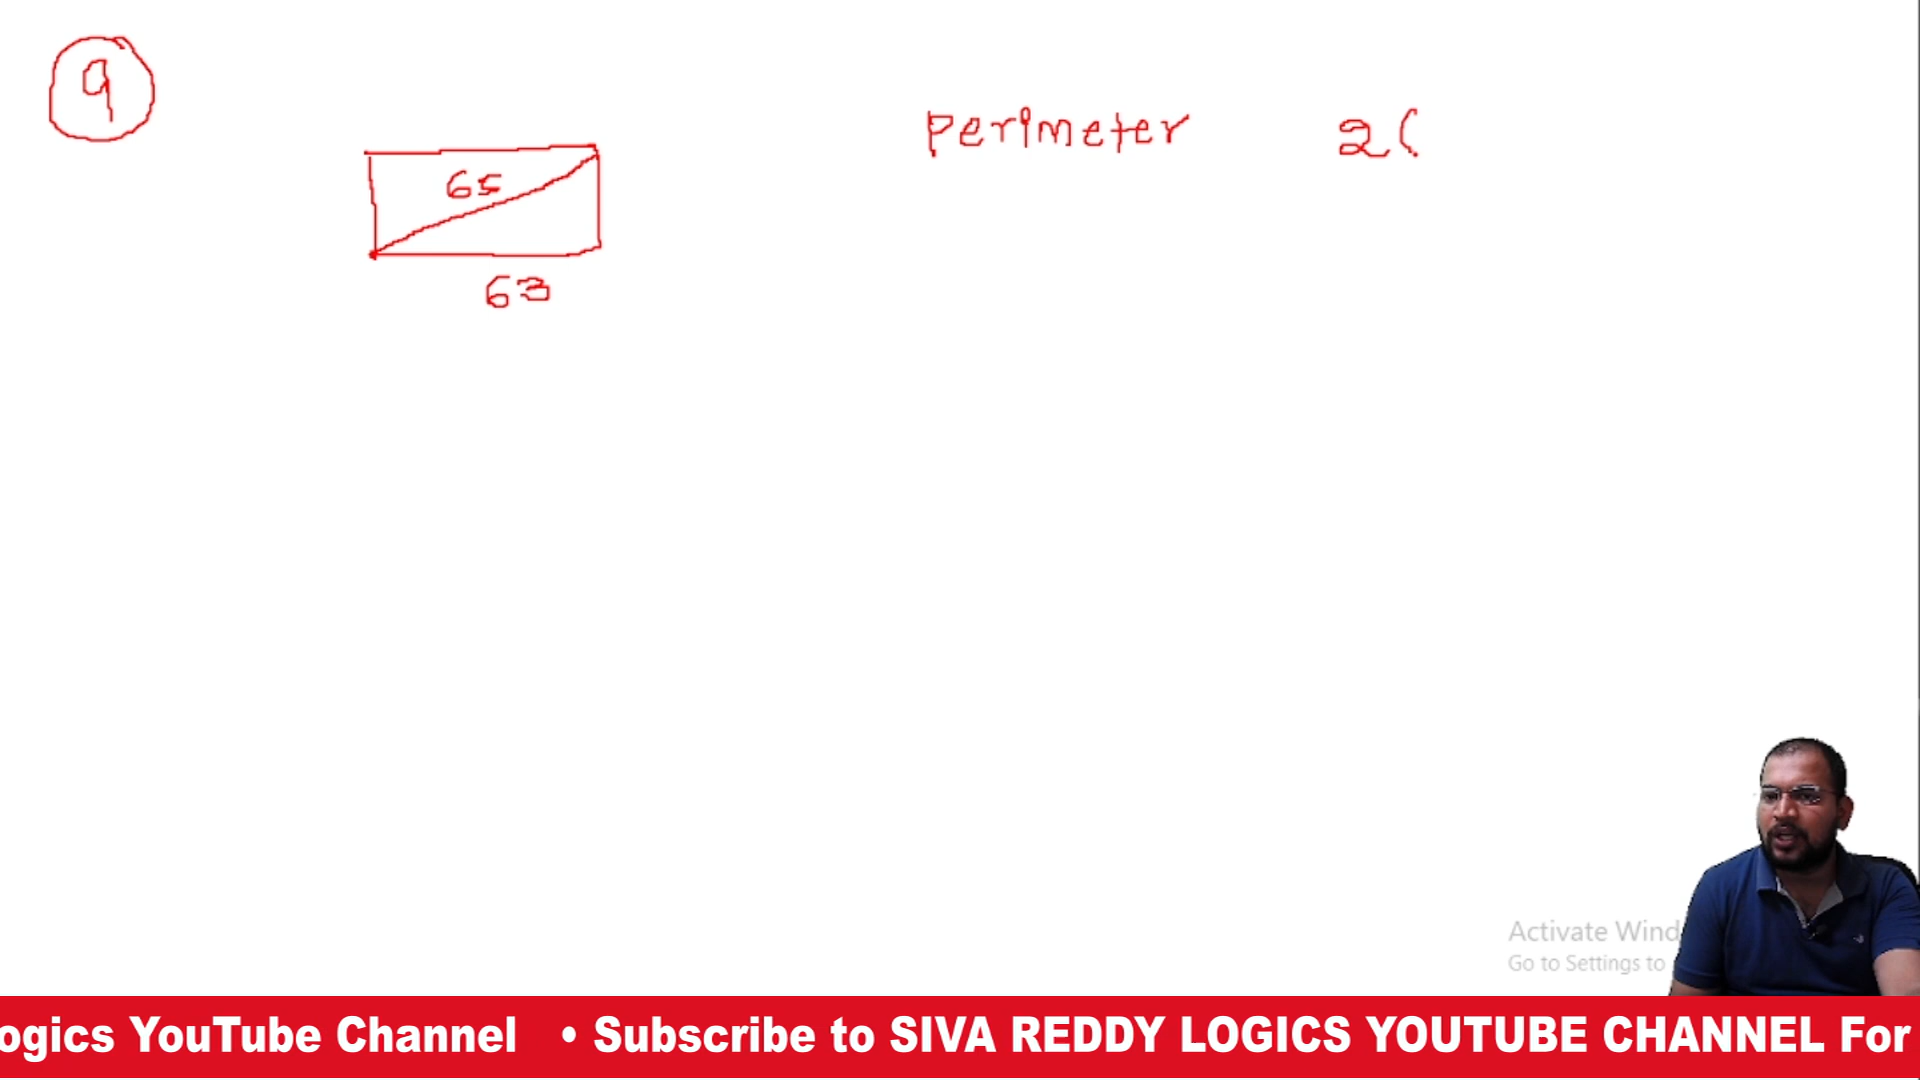 9
perimeter 2(
65
63
Activate Wind
Go to Settings to
ogics YouTube Channel • Subscribe to SIVA REDDY LOGICS YOUTUBE CHANNEL For